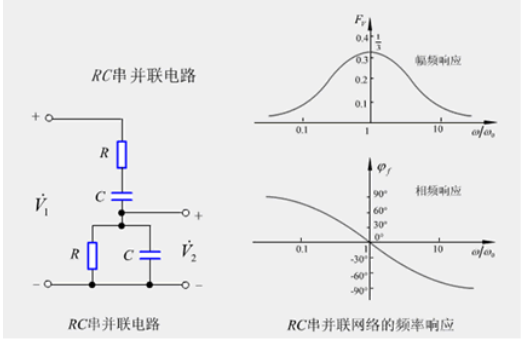 RC串并联电路
+
R
C
V̇₁
+
R
C
V̇₂
−
−
RC串并联电路
F_V
0.4
1/3
0.3
0.2
0.1
幅频响应
0.1
1
10
ω/ω₀
φ_f
90°
60°
30°
0°
相频响应
0.1
1
10
ω/ω₀
-30°
-60°
-90°
RC串并联网络的频率响应